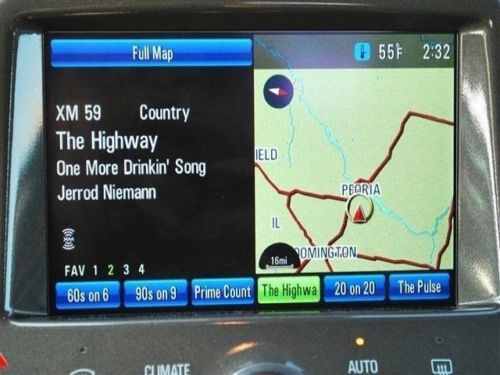 Full Map
55°F 2:32
XM 59 Country
The Highway
One More Drinkin' Song
Jerrod Niemann
IELD
PEORIA
IL
OOMINGTON
16mi
XM
FAV 1 2 3 4
60s on 6 90s on 9 Prime Count The Highwa 20 on 20 The Pulse
CLIMATE AUTO